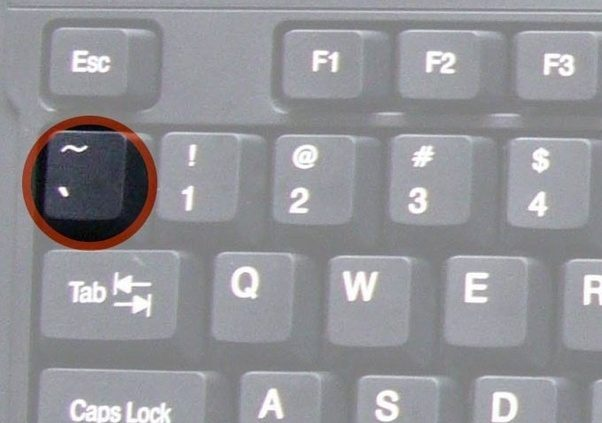 Esc F1 F2 F3
~ ! @ # $
` 1 2 3 4
Tab Q W E R
Caps Lock A S D